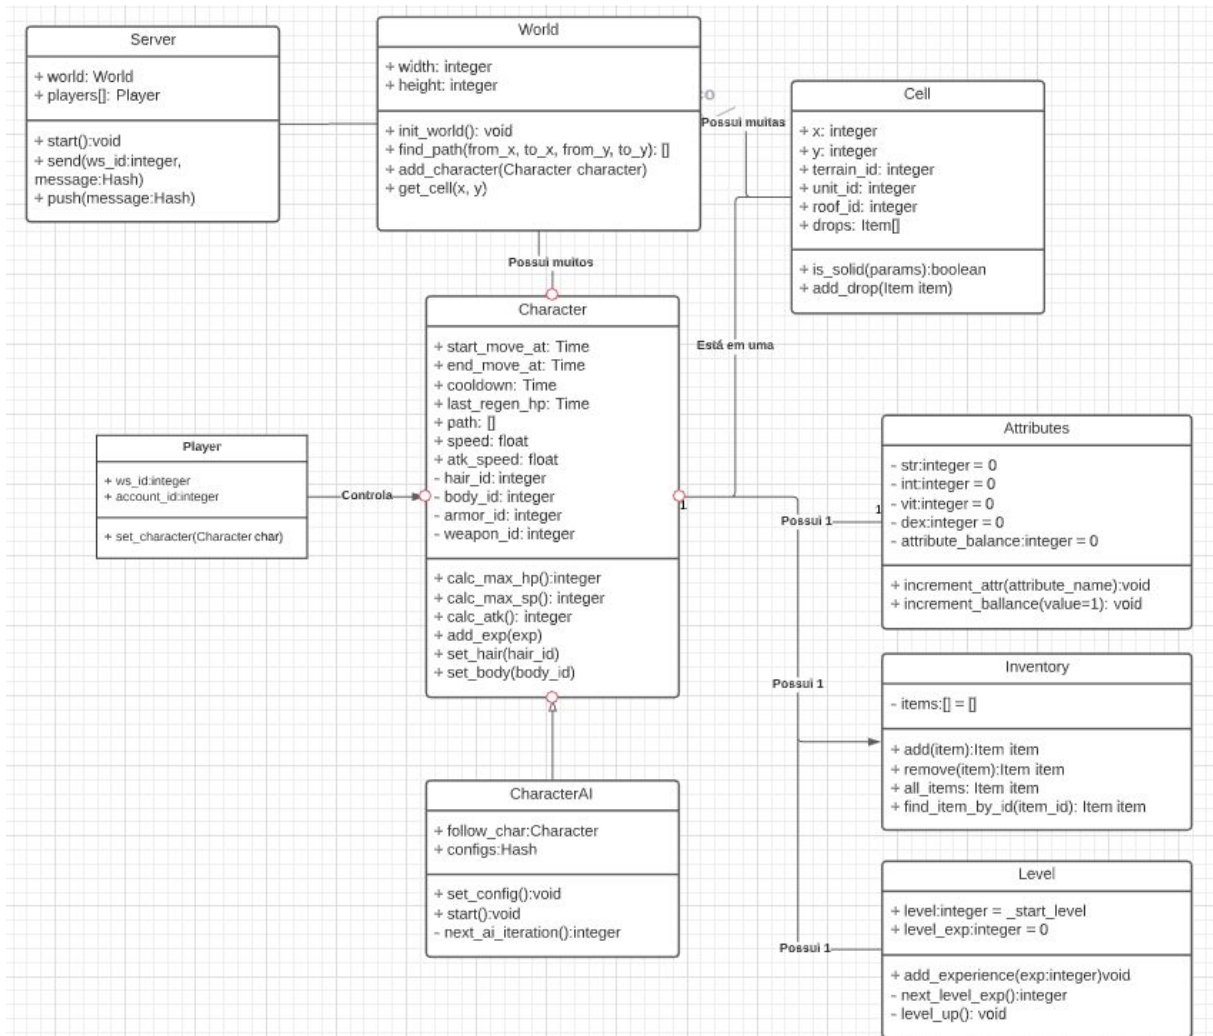 Server
+ world: World
+ players[]: Player
+ start():void
+ send(ws_id:integer,
message:Hash)
+ push(message:Hash)
World
+ width: integer
+ height: integer
+ init_world(): void
+ find_path(from_x, to_x, from_y, to_y): []
+ add_character(Character character)
+ get_cell(x, y)
Possui muitas
Cell
+ x: integer
+ y: integer
+ terrain_id: integer
+ unit_id: integer
+ roof_id: integer
+ drops: Item[]
+ is_solid(params):boolean
+ add_drop(Item item)
Possui muitos
Está em uma
Character
+ start_move_at: Time
+ end_move_at: Time
+ cooldown: Time
+ last_regen_hp: Time
+ path: []
+ speed: float
+ atk_speed: float
- hair_id: integer
- body_id: integer
- armor_id: integer
- weapon_id: integer
+ calc_max_hp():integer
+ calc_max_sp(): integer
+ calc_atk(): integer
+ add_exp(exp)
+ set_hair(hair_id)
+ set_body(body_id)
Player
+ ws_id:integer
+ account_id:integer
+ set_character(Character char)
Controla
1
Possui 1
1
Attributes
- str:integer = 0
- int:integer = 0
- vit:integer = 0
- dex:integer = 0
- attribute_balance:integer = 0
+ increment_attr(attribute_name):void
+ increment_ballance(value=1): void
Possui 1
Inventory
- items:[] = []
+ add(item):Item item
+ remove(item):Item item
+ all_items: Item item
+ find_item_by_id(item_id): Item item
CharacterAI
+ follow_char:Character
+ configs:Hash
+ set_config():void
+ start():void
- next_ai_iteration():integer
Possui 1
Level
+ level:integer = _start_level
+ level_exp:integer = 0
+ add_experience(exp:integer)void
- next_level_exp():integer
- level_up(): void